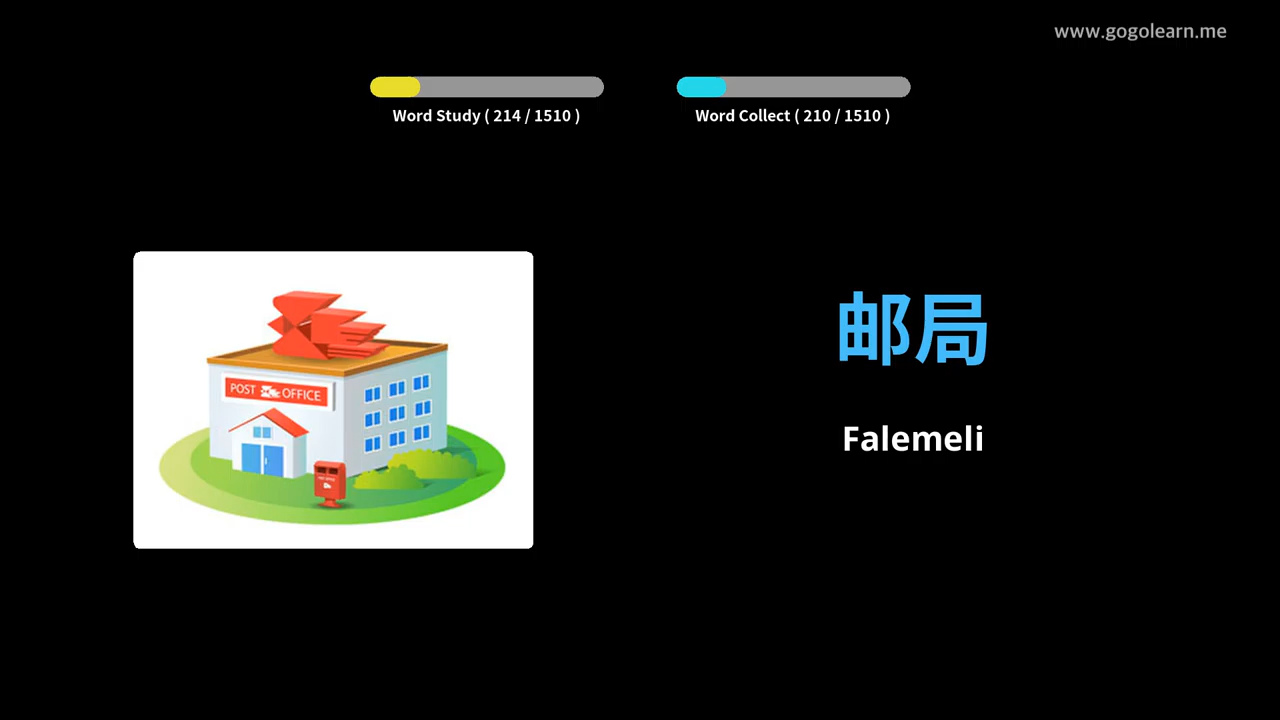 www.gogolearn.me
Word Study ( 214 / 1510 )
Word Collect ( 210 / 1510 )
POST OFFICE
邮局
Falemeli